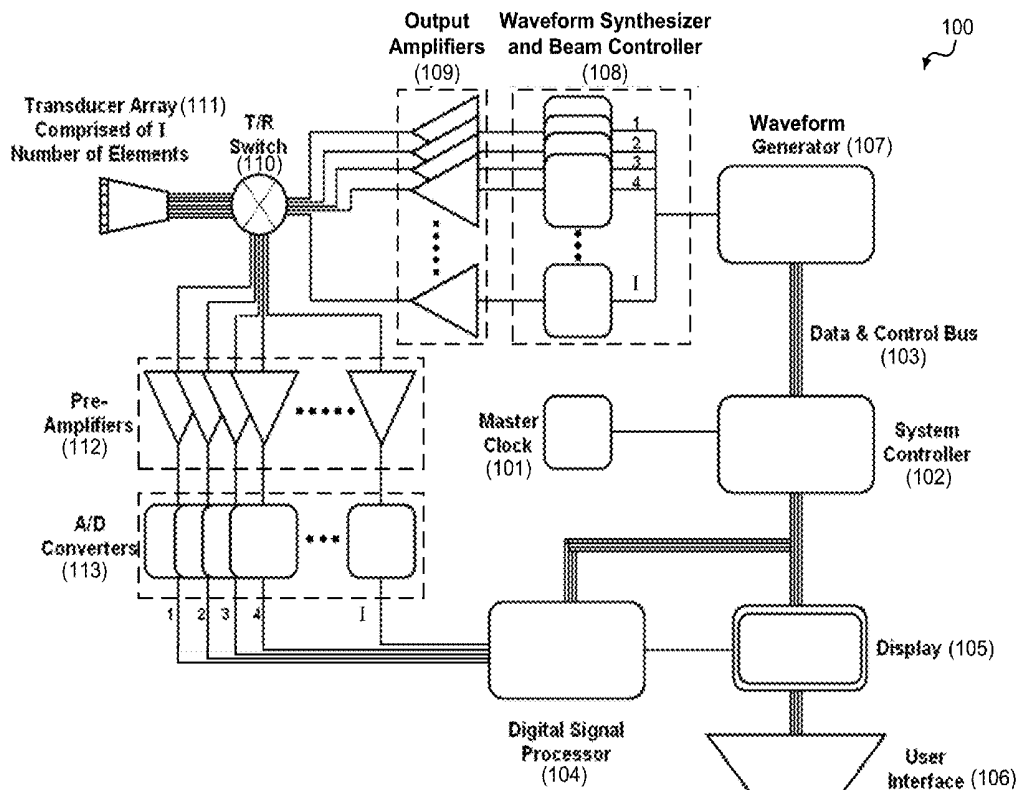 100
Output
Amplifiers
(109)
Waveform Synthesizer
and Beam Controller
(108)
Transducer Array (111)
Comprised of I
Number of Elements
T/R
Switch
(110)
1
2
3
4
I
Waveform
Generator (107)
Data & Control Bus
(103)
Pre-
Amplifiers
(112)
Master
Clock
(101)
System
Controller
(102)
A/D
Converters
(113)
1
2
3
4
I
Display (105)
Digital Signal
Processor
(104)
User
Interface (106)